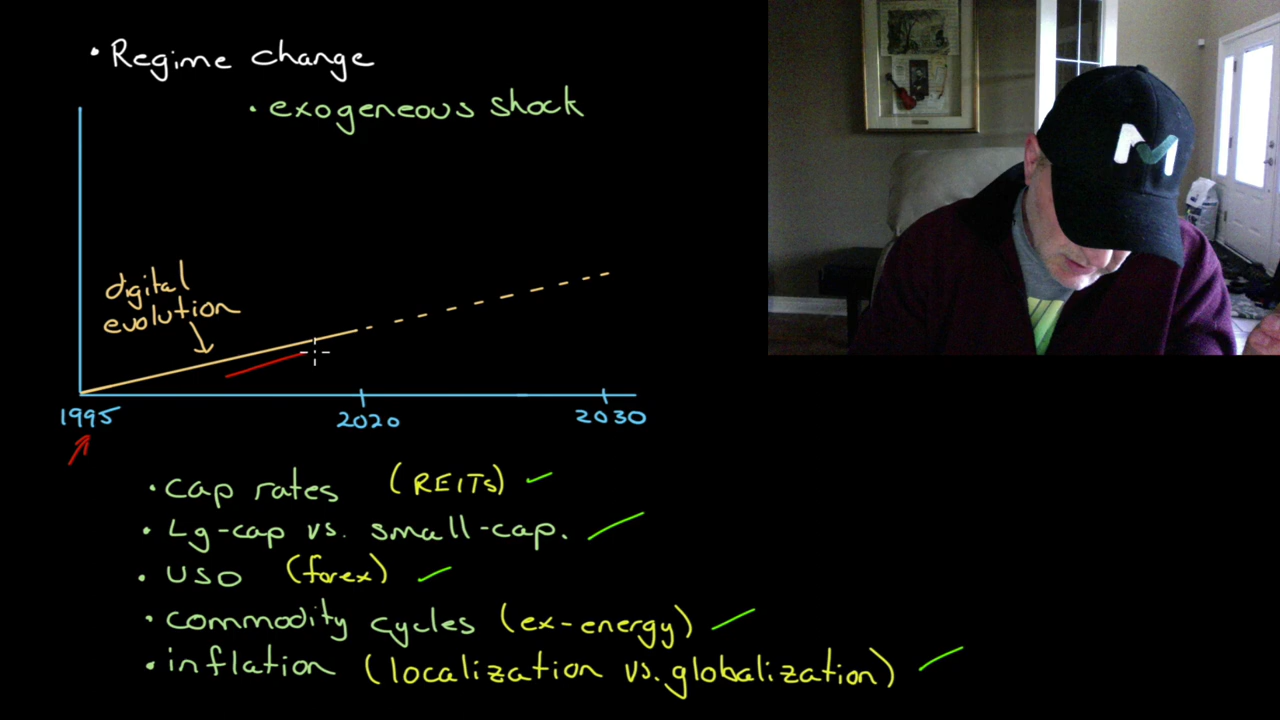 • Regime change
• exogeneous shock
digital
evolution
1995
2020
2030
• cap rates (REITs)
• Lg-cap vs. small-cap.
• USD (forex)
• commodity cycles (ex-energy)
• inflation (localization vs. globalization)